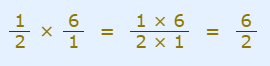 1/2 × 6/1 = 1 × 6/2 × 1 = 6/2